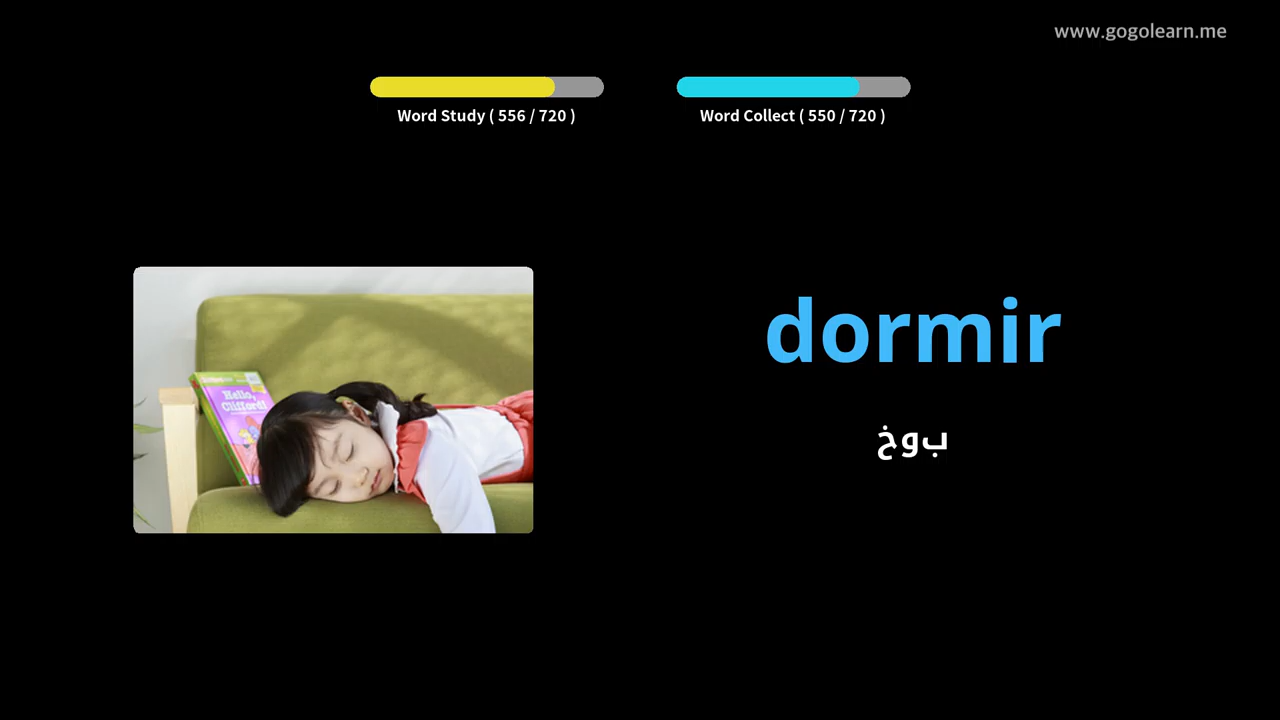 www.gogolearn.me
Word Study ( 556 / 720 )
Word Collect ( 550 / 720 )
Hello, Clifford!
dormir
بوخ